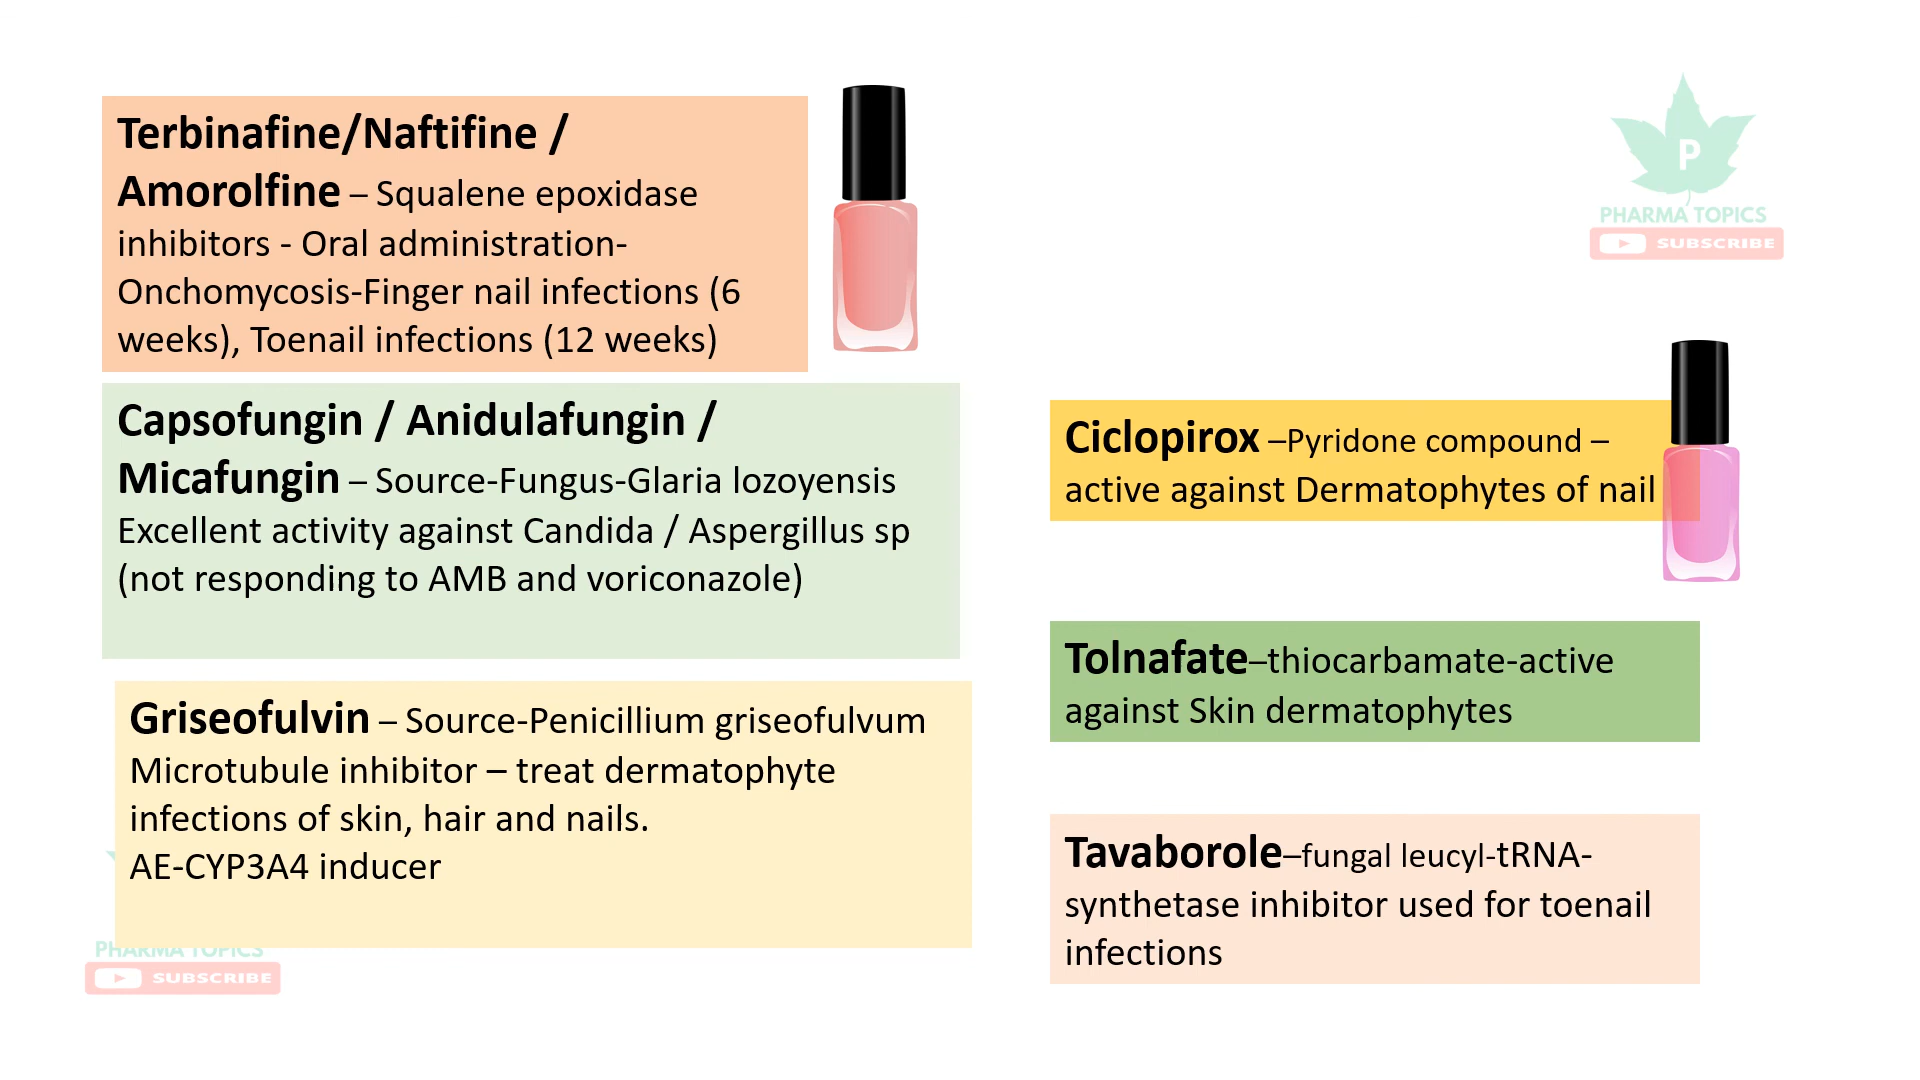 Terbinafine/Naftifine /
Amorolfine – Squalene epoxidase
inhibitors - Oral administration-
Onchomycosis-Finger nail infections (6
weeks), Toenail infections (12 weeks)
Capsofungin / Anidulafungin /
Micafungin – Source-Fungus-Glaria lozoyensis
Excellent activity against Candida / Aspergillus sp
(not responding to AMB and voriconazole)
Griseofulvin – Source-Penicillium griseofulvum
Microtubule inhibitor – treat dermatophyte
infections of skin, hair and nails.
AE-CYP3A4 inducer
PHARMA TOPICS
SUBSCRIBE
P
PHARMA TOPICS
SUBSCRIBE
Ciclopirox –Pyridone compound –
active against Dermatophytes of nail
Tolnafate–thiocarbamate-active
against Skin dermatophytes
Tavaborole–fungal leucyl-tRNA-
synthetase inhibitor used for toenail
infections